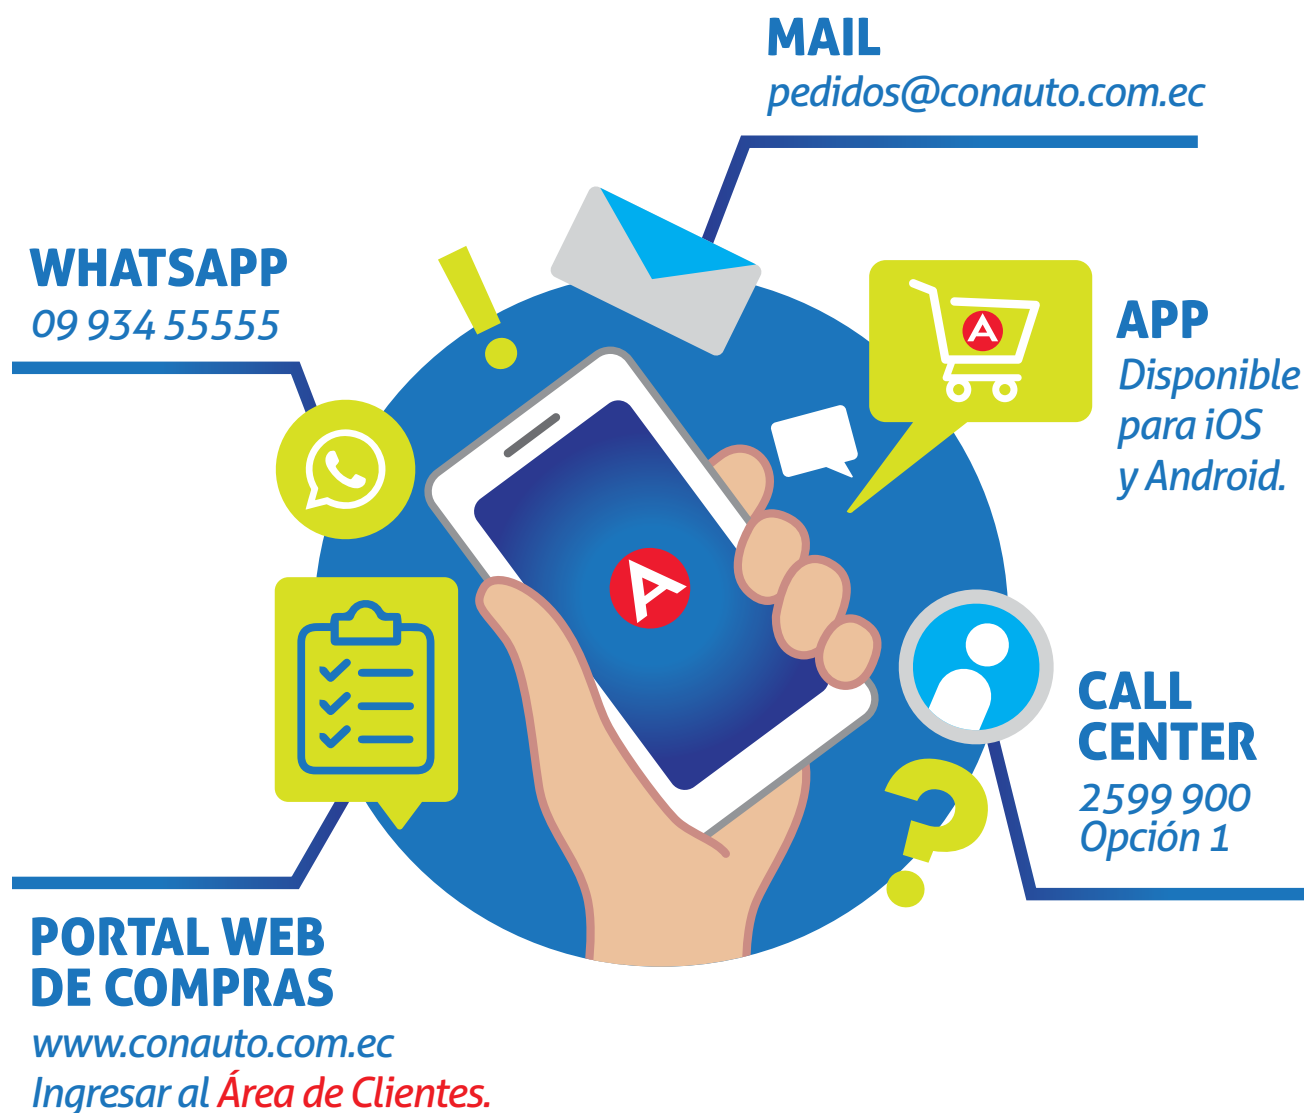 MAIL
pedidos@conauto.com.ec
WHATSAPP
09 934 55555
APP
Disponible
para iOS
y Android.
A
A
CALL
CENTER
2599 900
Opción 1
PORTAL WEB
DE COMPRAS
www.conauto.com.ec
Ingresar al Área de Clientes.